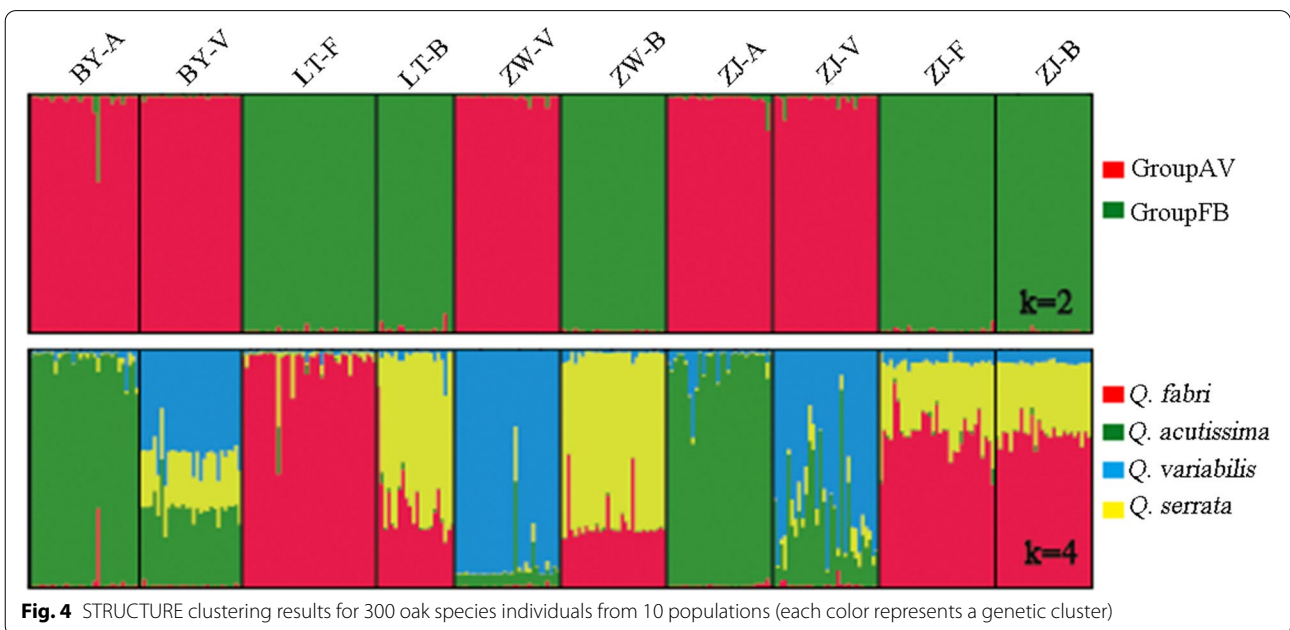 BY-A BY-V LT-F LT-B ZW-V ZW-B ZJ-A ZJ-V ZJ-F ZJ-B
GroupAV
GroupFB
k=2
Q. fabri
Q. acutissima
Q. variabilis
Q. serrata
k=4
Fig. 4 STRUCTURE clustering results for 300 oak species individuals from 10 populations (each color represents a genetic cluster)